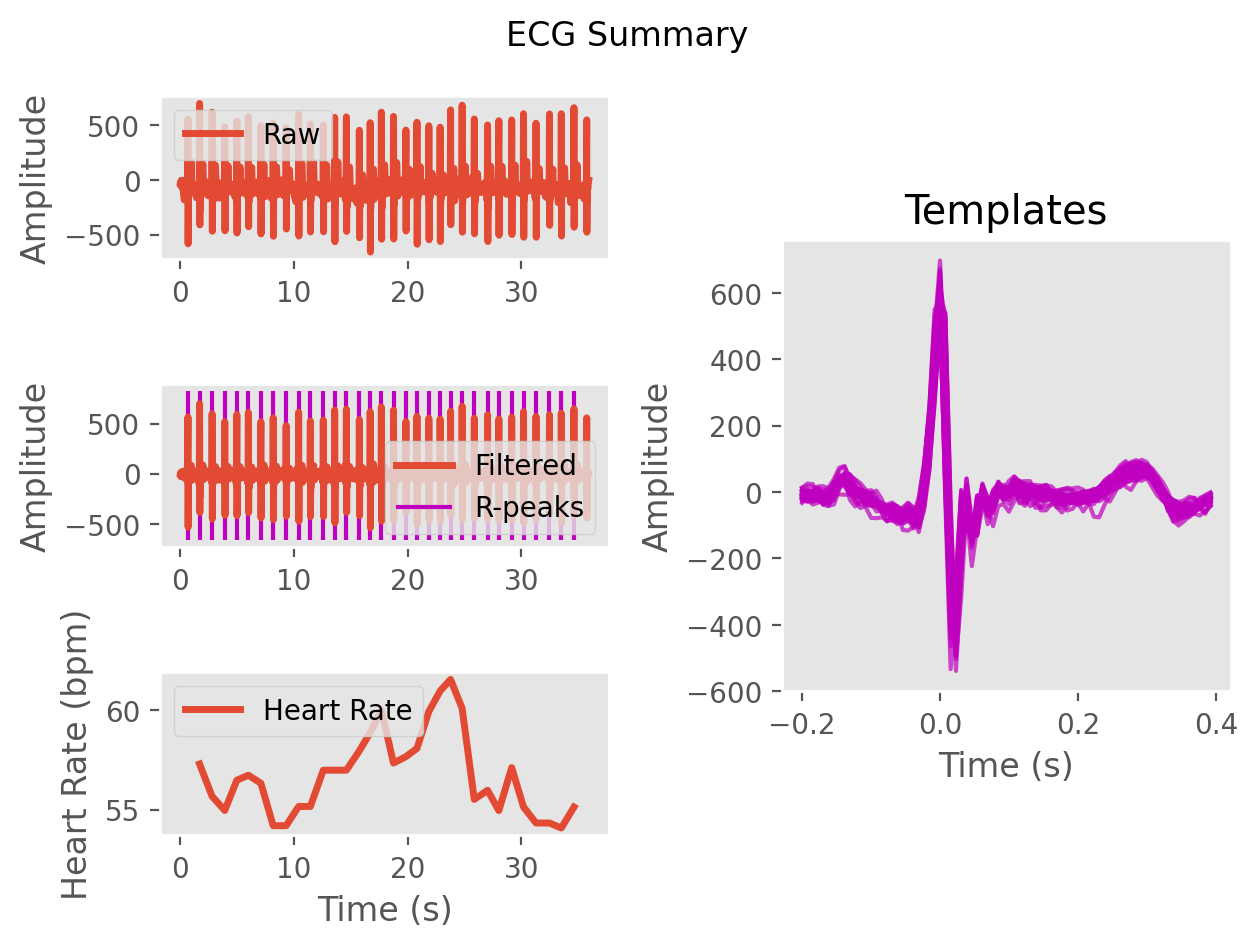 ECG Summary
Amplitude
500
0
−500
Raw
0 10 20 30
Amplitude
500
0
−500
Filtered
R-peaks
0 10 20 30
Heart Rate (bpm)
60
55
Heart Rate
0 10 20 30
Time (s)
Templates
Amplitude
600
400
200
0
−200
−400
−600
−0.2 0.0 0.2 0.4
Time (s)